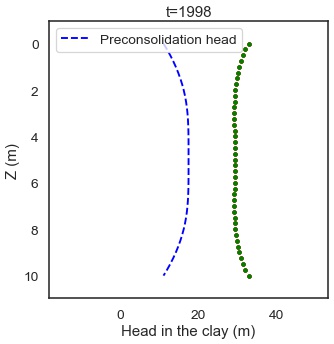 t=1998
Preconsolidation head
0
2
4
6
8
10
Z (m)
0 20 40
Head in the clay (m)